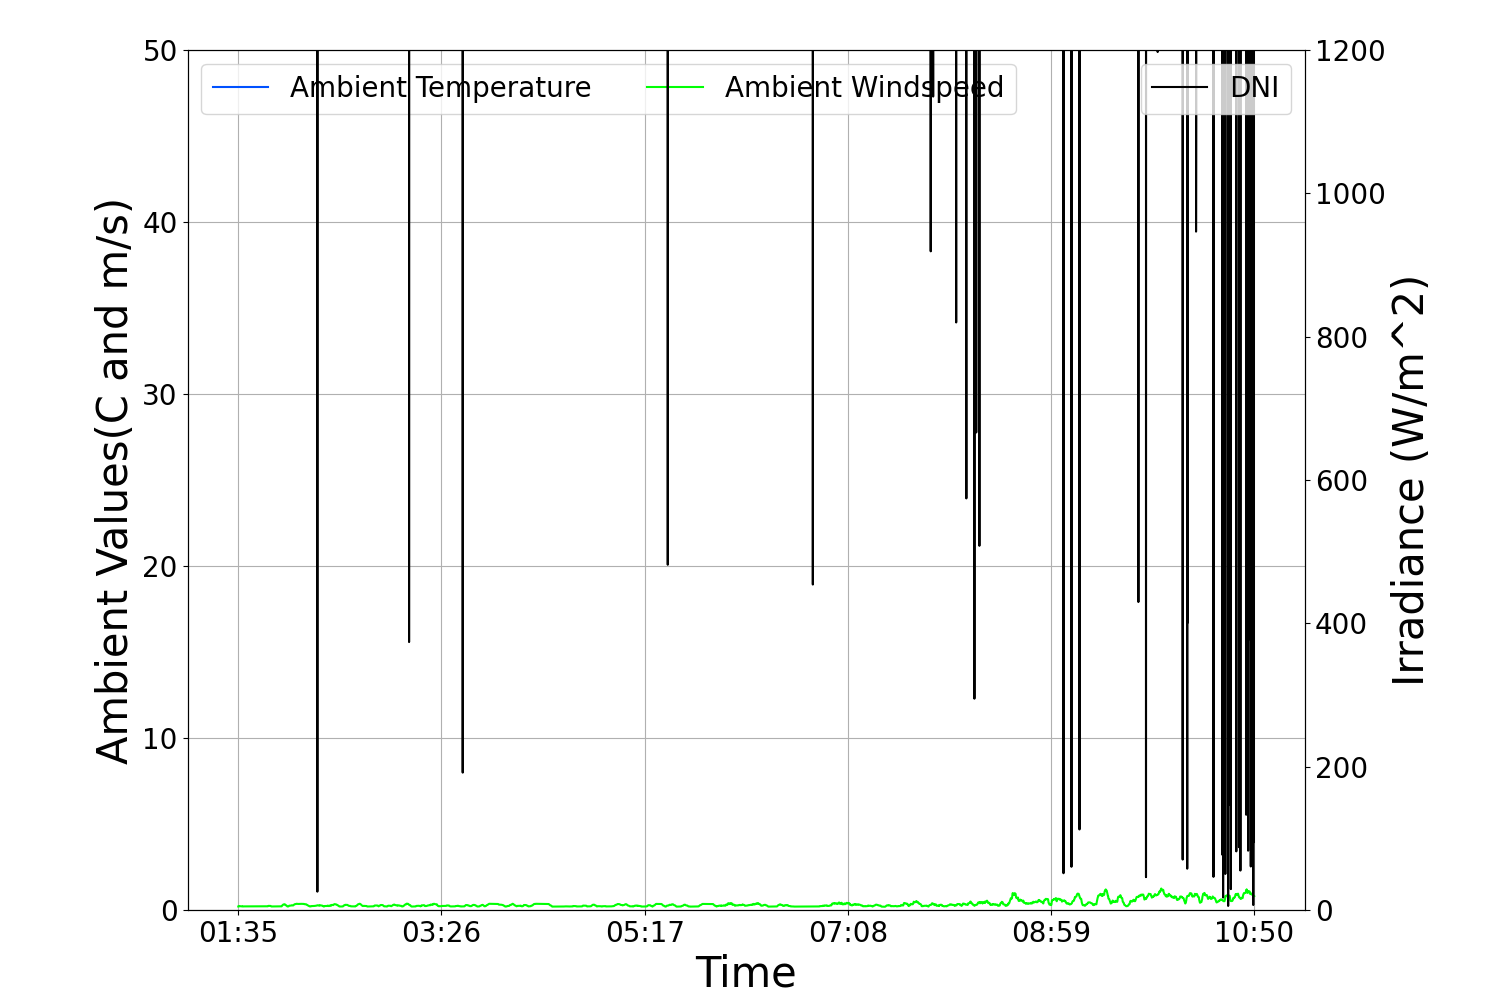 Ambient Temperature Ambient Windspeed DNI
50
40
30
20
10
0
Ambient Values(C and m/s)
1200
1000
800
600
400
200
0
Irradiance (W/m^2)
01:35 03:26 05:17 07:08 08:59 10:50
Time